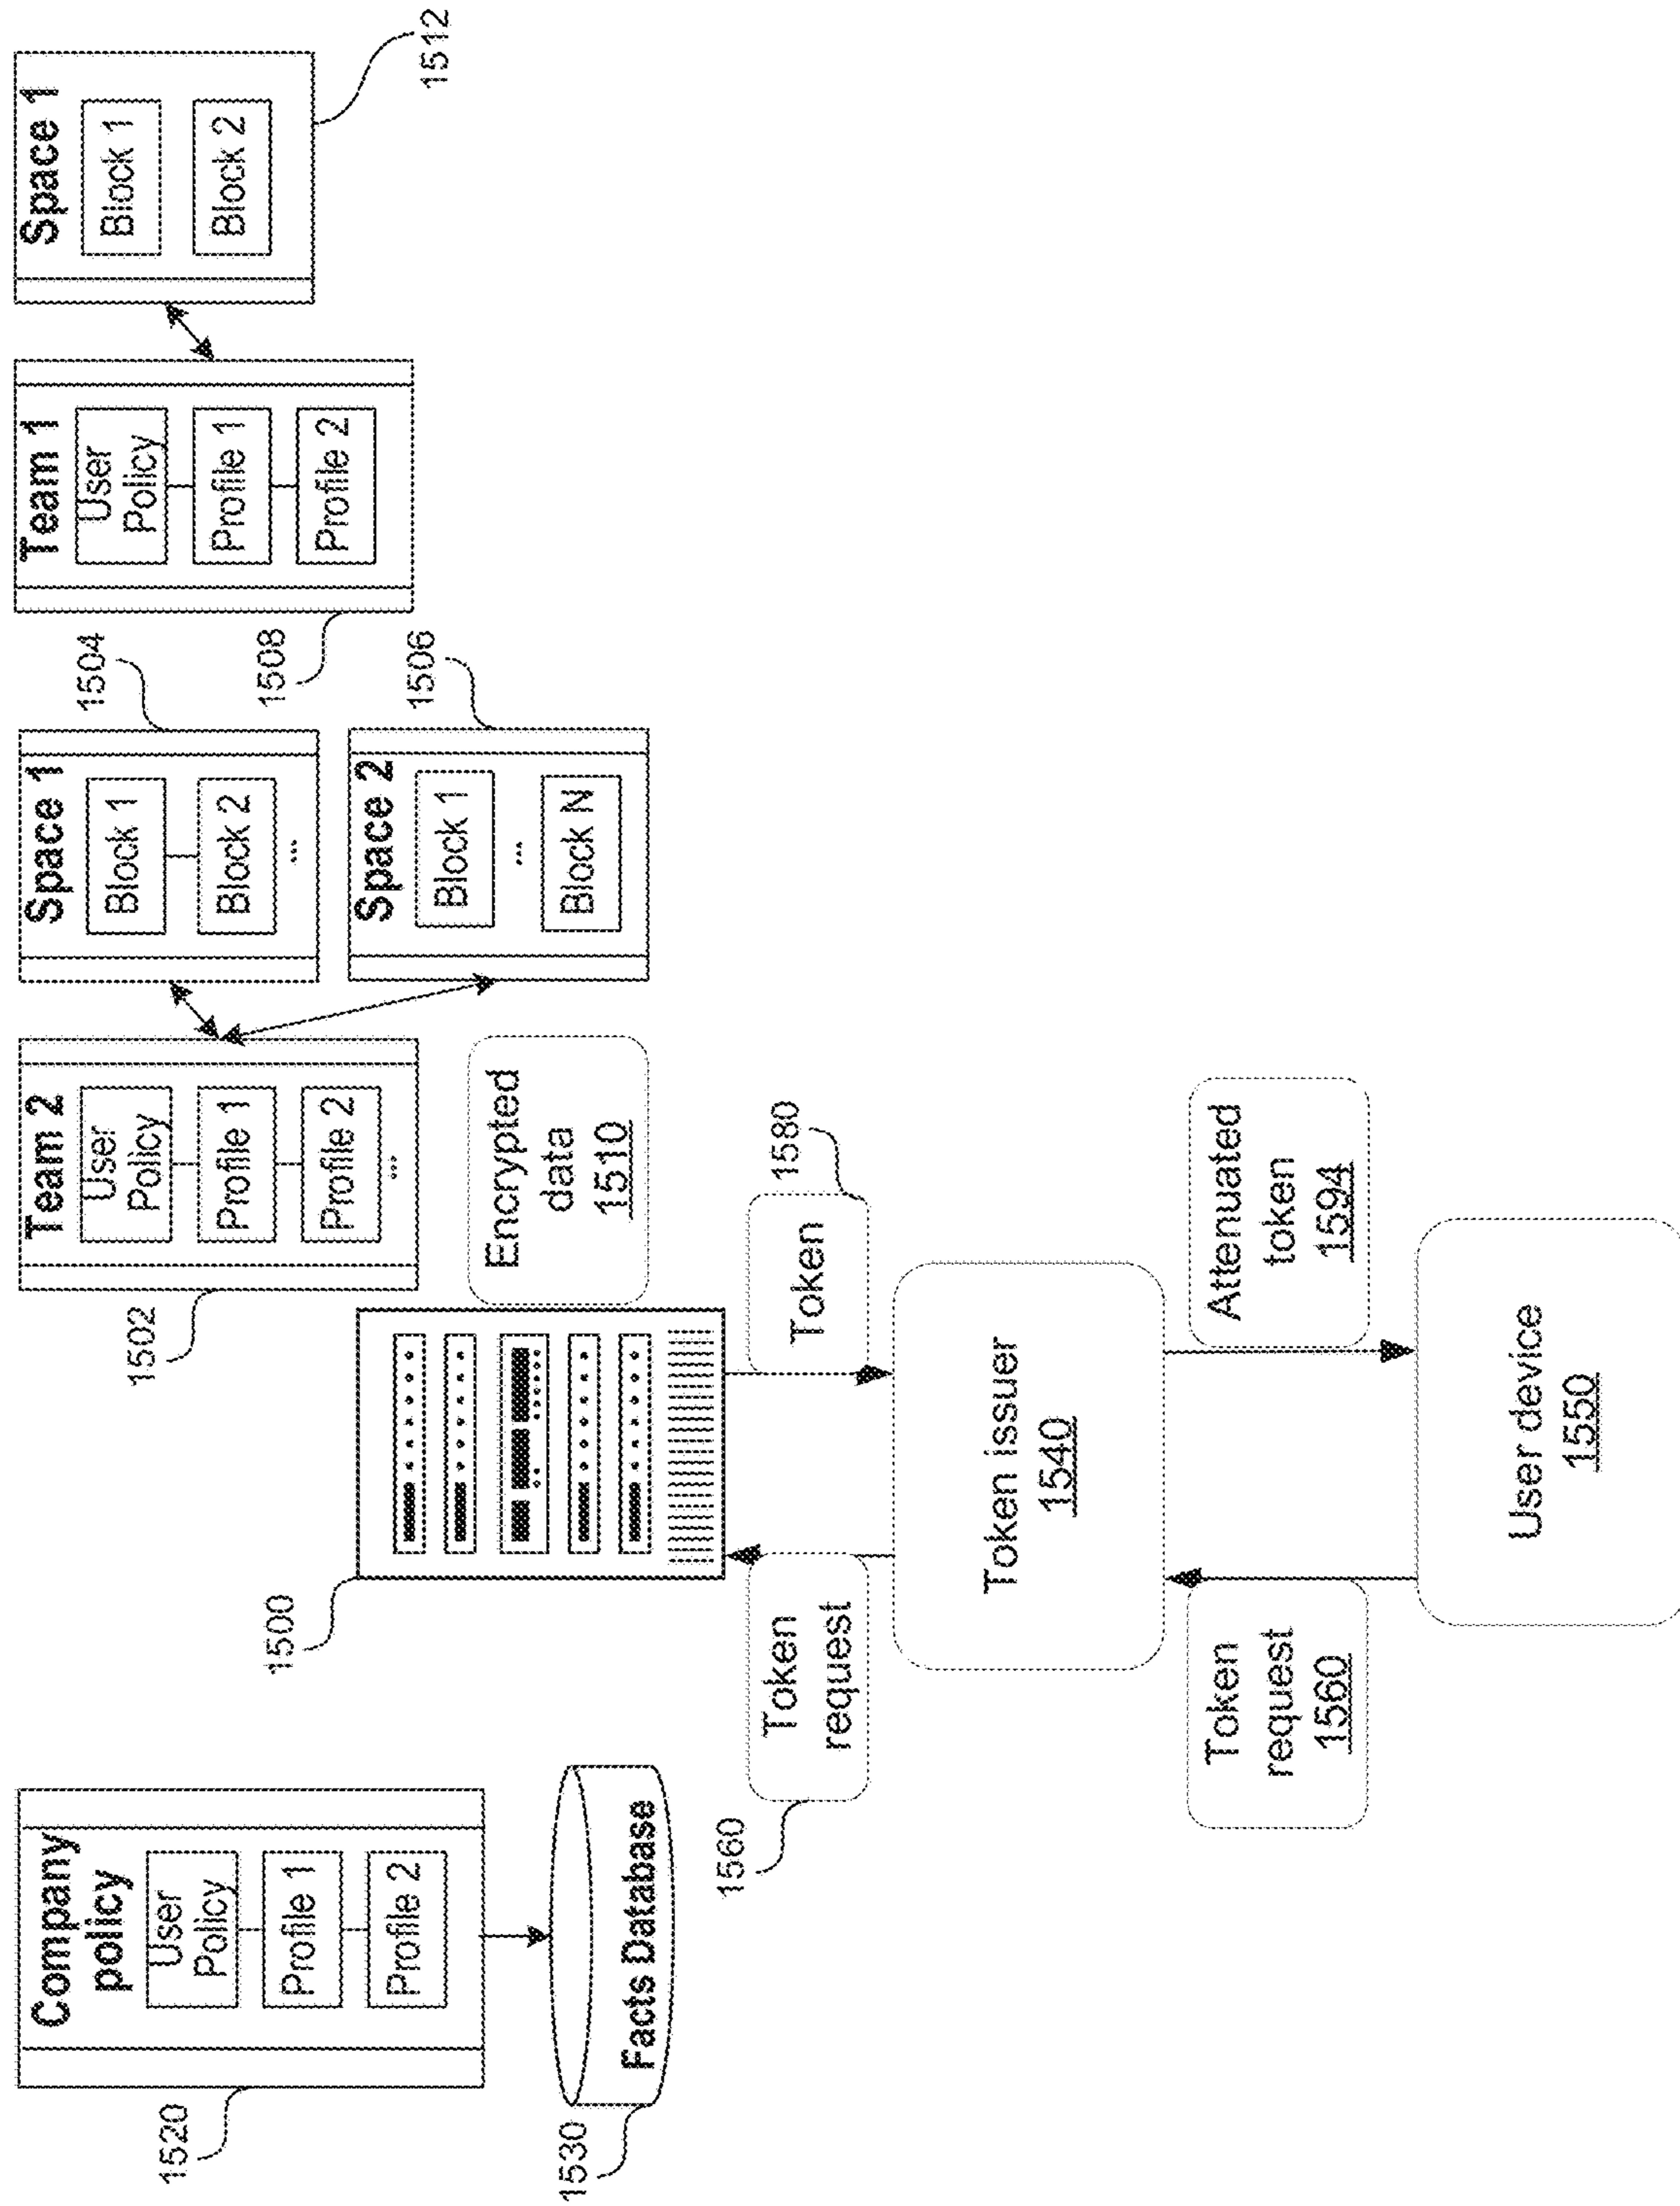 Company
policy
User
Policy
Profile 1
Profile 2
1520
Facts Database
1530
1500
1502
Team 2
User
Policy
Profile 1
Profile 2
...
Space 1
Block 1
Block 2
...
1504
Space 2
Block 1
...
Block N
1506
1508
Team 1
User
Policy
Profile 1
Profile 2
Space 1
Block 1
Block 2
1512
Encrypted
data
1510
Token
request
1560
Token
1580
Token issuer
1540
Token
request
1560
Attenuated
token
1594
User device
1550